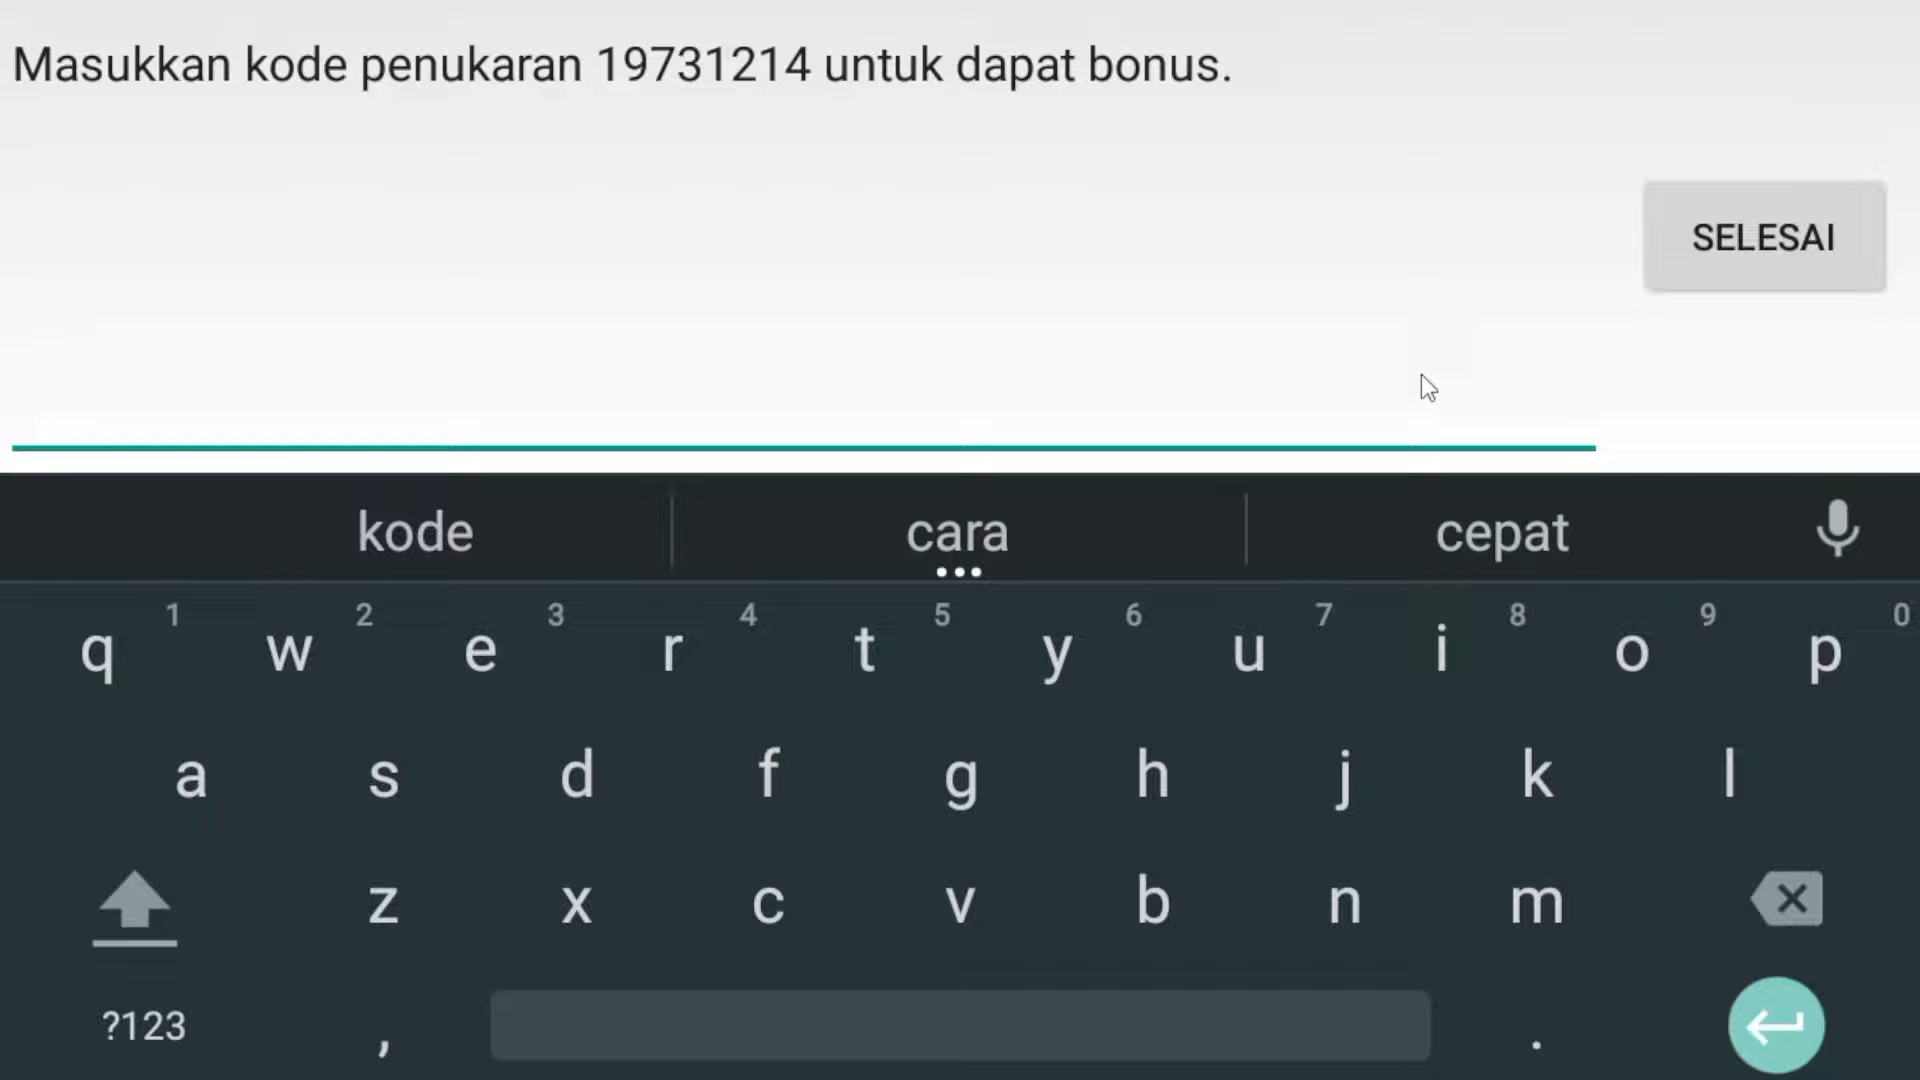 Masukkan kode penukaran 19731214 untuk dapat bonus.
SELESAI
kode cara cepat
1 2 3 4 5 6 7 8 9 0
q w e r t y u i o p
a s d f g h j k l
z x c v b n m
?123 , .